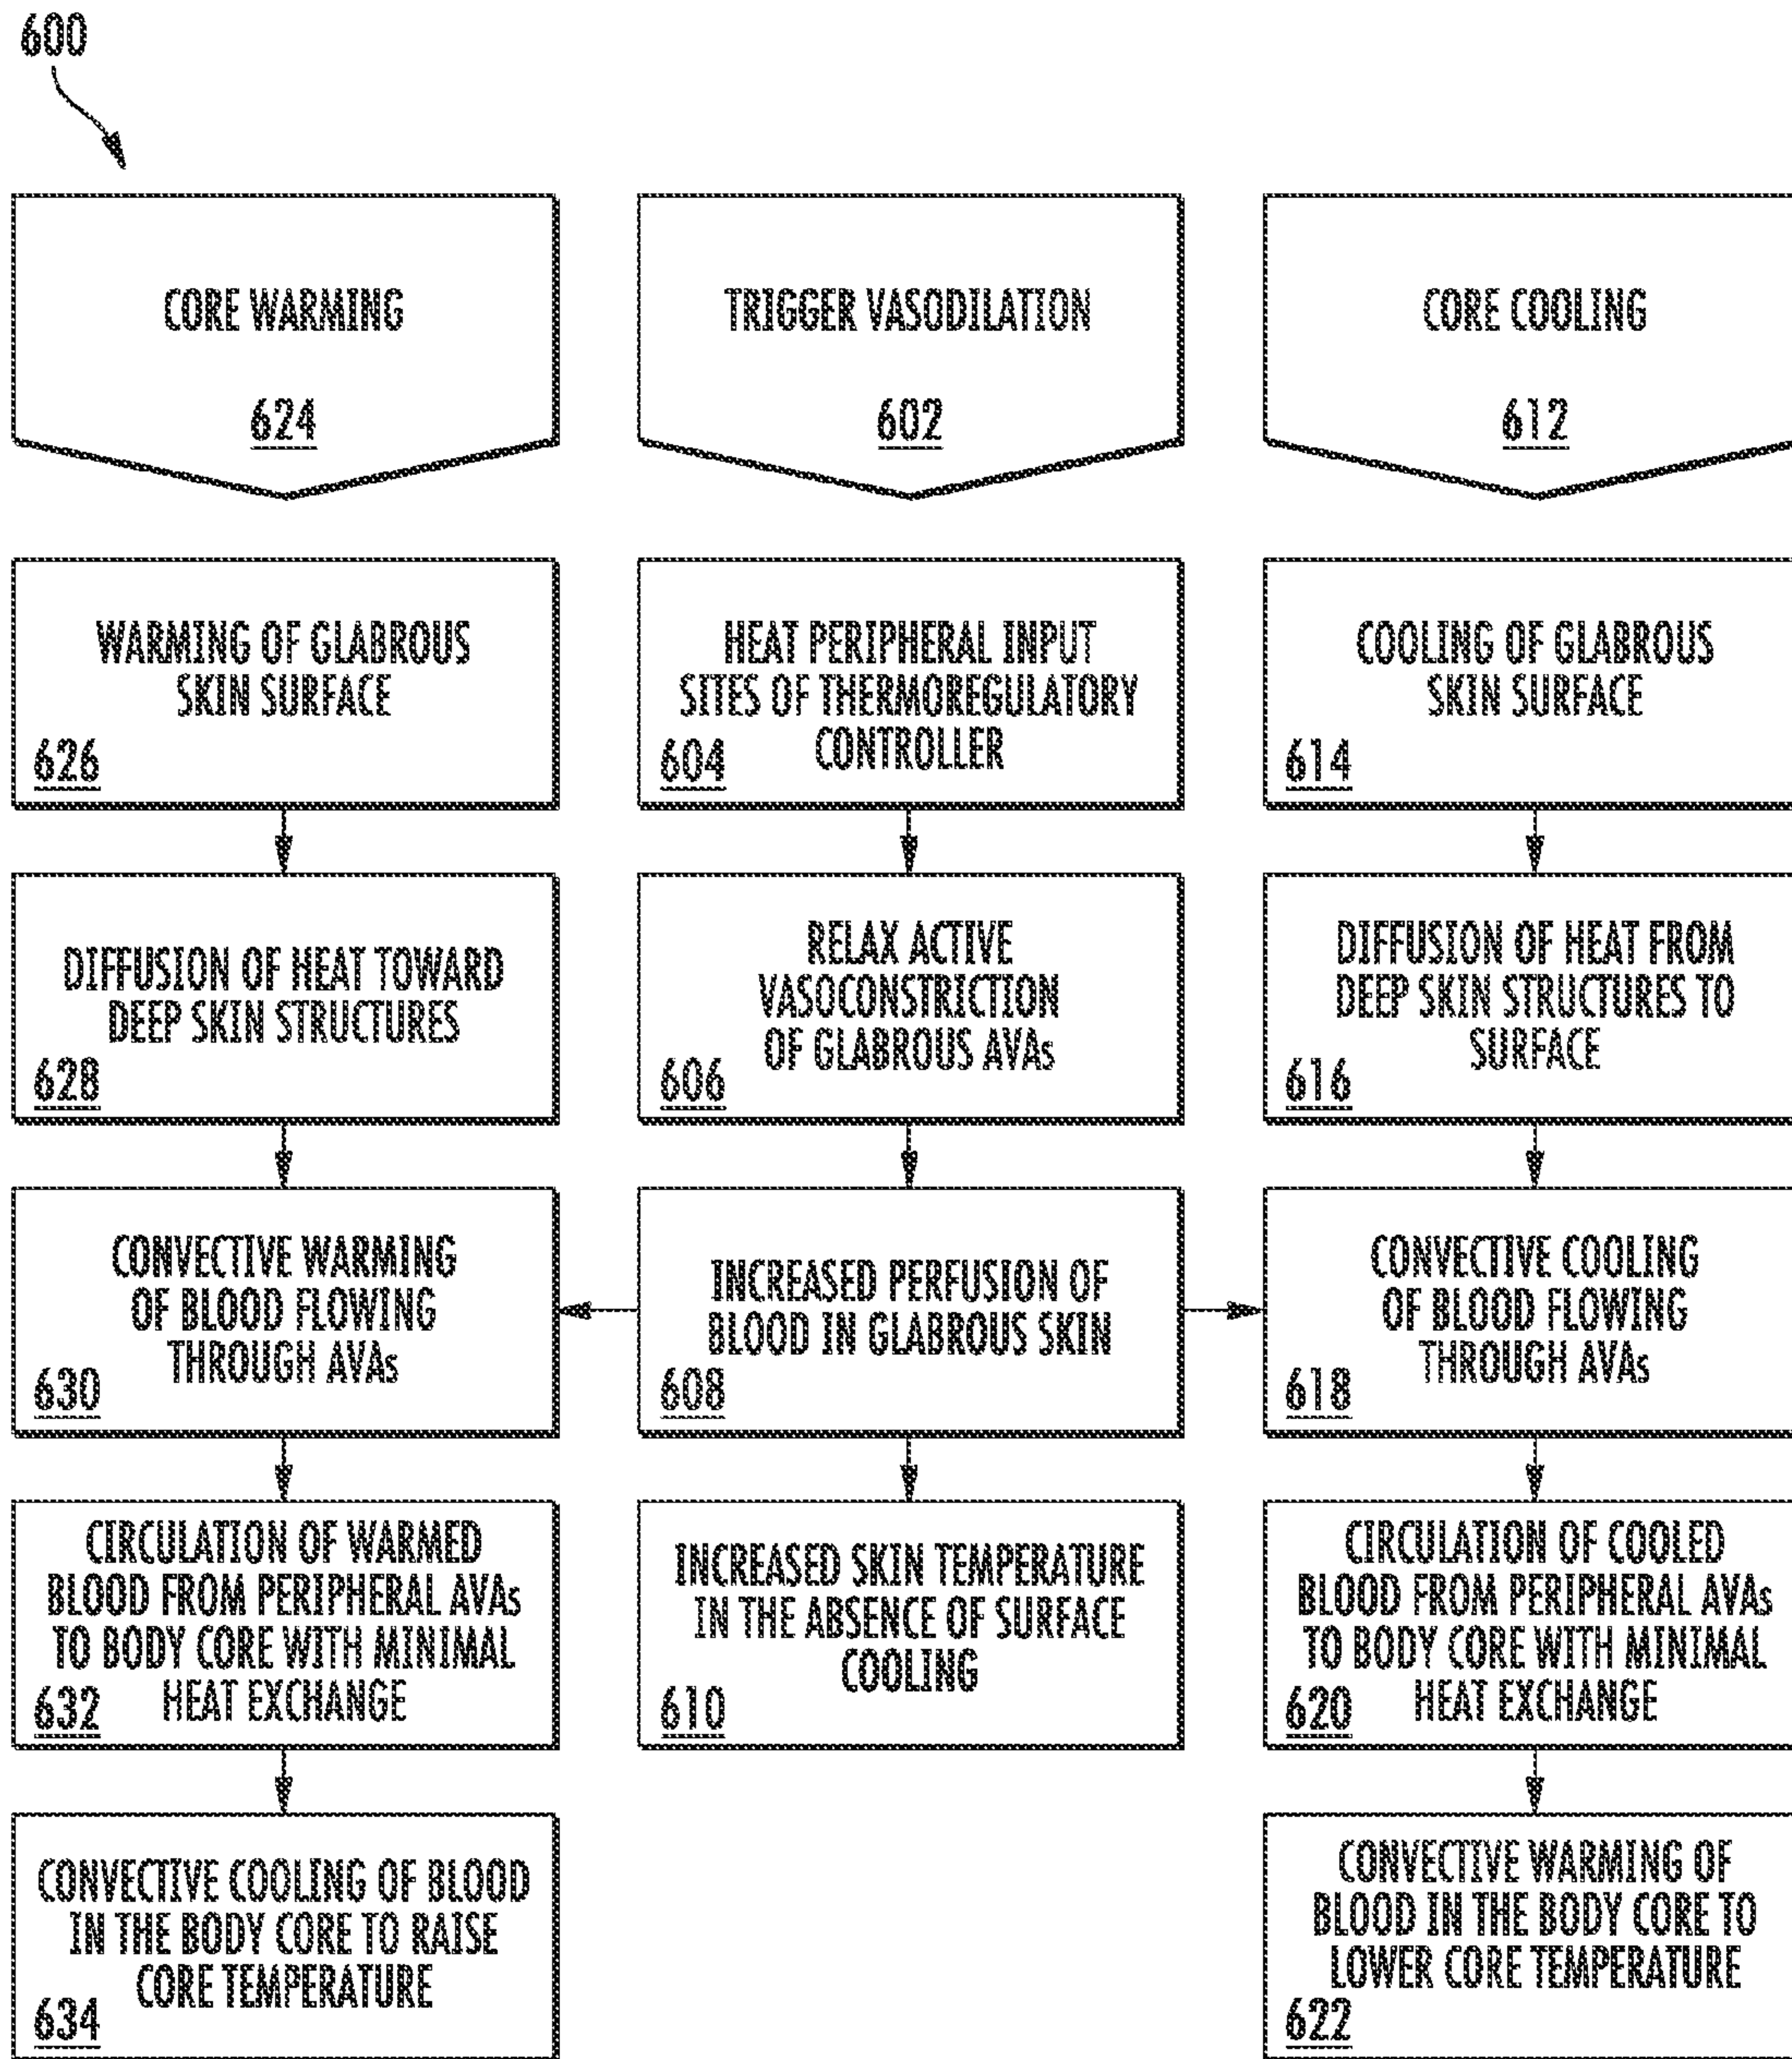 600
CORE WARMING
624
TRIGGER VASODILATION
602
CORE COOLING
612
WARMING OF GLABROUS
SKIN SURFACE
626
HEAT PERIPHERAL INPUT
SITES OF THERMOREGULATORY
CONTROLLER
604
COOLING OF GLABROUS
SKIN SURFACE
614
DIFFUSION OF HEAT TOWARD
DEEP SKIN STRUCTURES
628
RELAX ACTIVE
VASOCONSTRICTION
OF GLABROUS AVAs
606
DIFFUSION OF HEAT FROM
DEEP SKIN STRUCTURES TO
SURFACE
616
CONVECTIVE WARMING
OF BLOOD FLOWING
THROUGH AVAs
630
INCREASED PERFUSION OF
BLOOD IN GLABROUS SKIN
608
CONVECTIVE COOLING
OF BLOOD FLOWING
THROUGH AVAs
618
CIRCULATION OF WARMED
BLOOD FROM PERIPHERAL AVAs
TO BODY CORE WITH MINIMAL
HEAT EXCHANGE
632
INCREASED SKIN TEMPERATURE
IN THE ABSENCE OF SURFACE
COOLING
610
CIRCULATION OF COOLED
BLOOD FROM PERIPHERAL AVAs
TO BODY CORE WITH MINIMAL
HEAT EXCHANGE
620
CONVECTIVE COOLING OF BLOOD
IN THE BODY CORE TO RAISE
CORE TEMPERATURE
634
CONVECTIVE WARMING OF
BLOOD IN THE BODY CORE TO
LOWER CORE TEMPERATURE
622